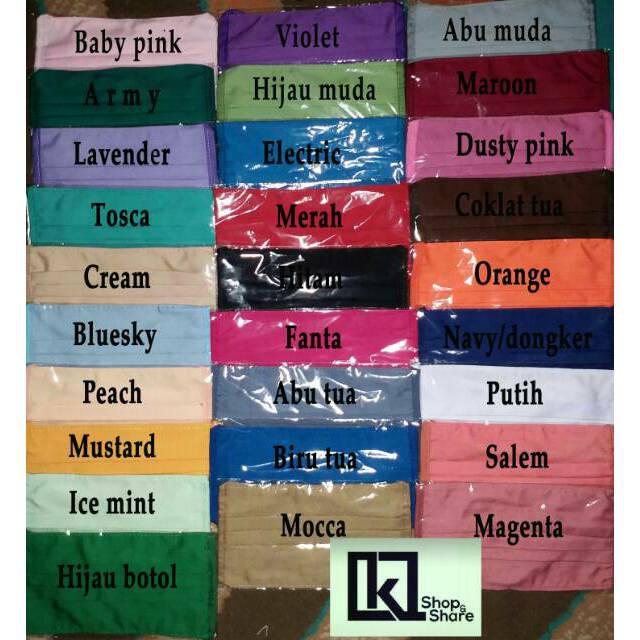 Baby pink
Violet
Abu muda
Army
Hijau muda
Maroon
Lavender
Electric
Dusty pink
Tosca
Merah
Coklat tua
Cream
Hitam
Orange
Bluesky
Fanta
Navy/dongker
Peach
Abu tua
Putih
Mustard
Biru tua
Salem
Ice mint
Mocca
Magenta
Hijau botol
k
Shop&
Share